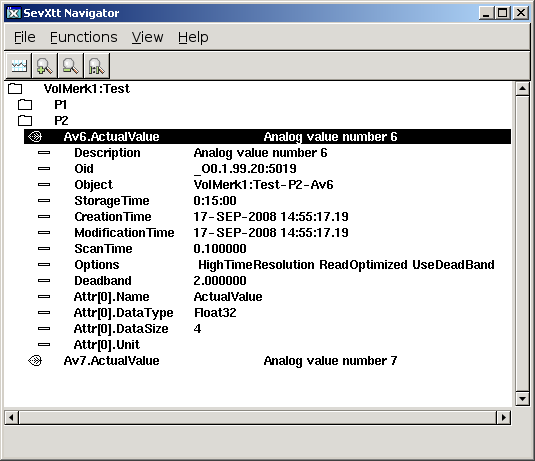 SevXtt Navigator
File Functions View Help
VolMerk1:Test
P1
P2
Av6.ActualValue Analog value number 6
Description Analog value number 6
Oid _O0.1.99.20:5019
Object VolMerk1:Test-P2-Av6
StorageTime 0:15:00
CreationTime 17-SEP-2008 14:55:17.19
ModificationTime 17-SEP-2008 14:55:17.19
ScanTime 0.100000
Options HighTimeResolution ReadOptimized UseDeadBand
Deadband 2.000000
Attr[0].Name ActualValue
Attr[0].DataType Float32
Attr[0].DataSize 4
Attr[0].Unit
Av7.ActualValue Analog value number 7